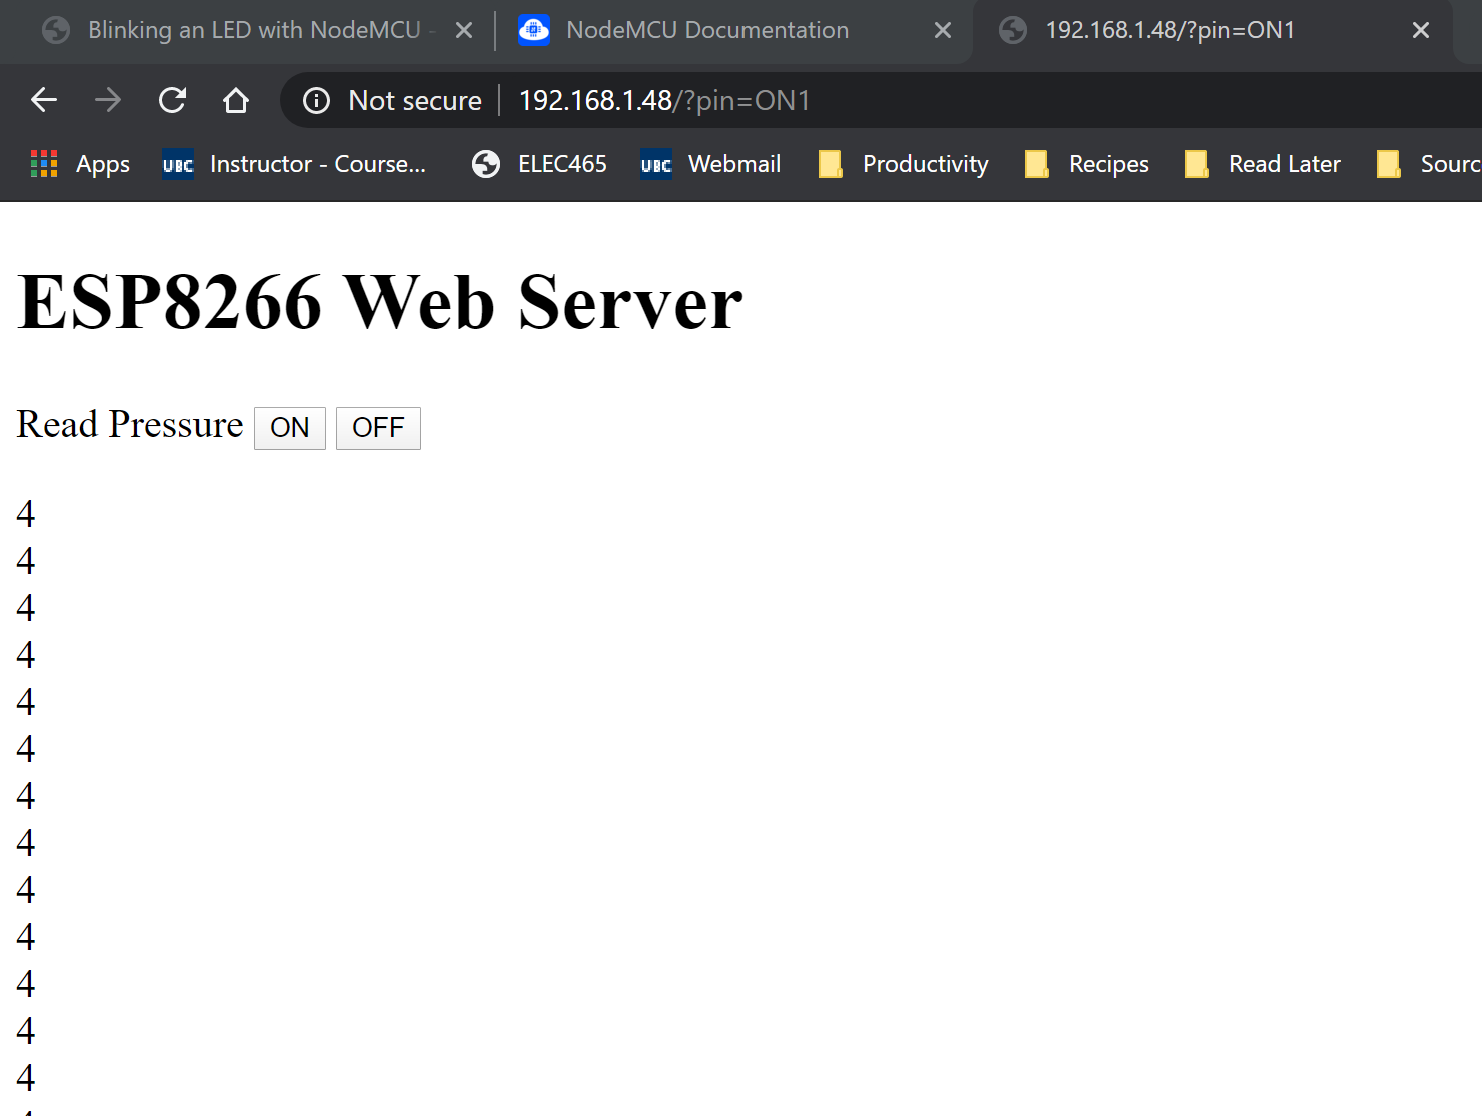 Blinking an LED with NodeMCU -
NodeMCU Documentation
192.168.1.48/?pin=ON1
Not secure
192.168.1.48/?pin=ON1
Apps
UBC
Instructor - Course...
ELEC465
UBC
Webmail
Productivity
Recipes
Read Later
Sourc
ESP8266 Web Server
Read Pressure ON OFF
4
4
4
4
4
4
4
4
4
4
4
4
4